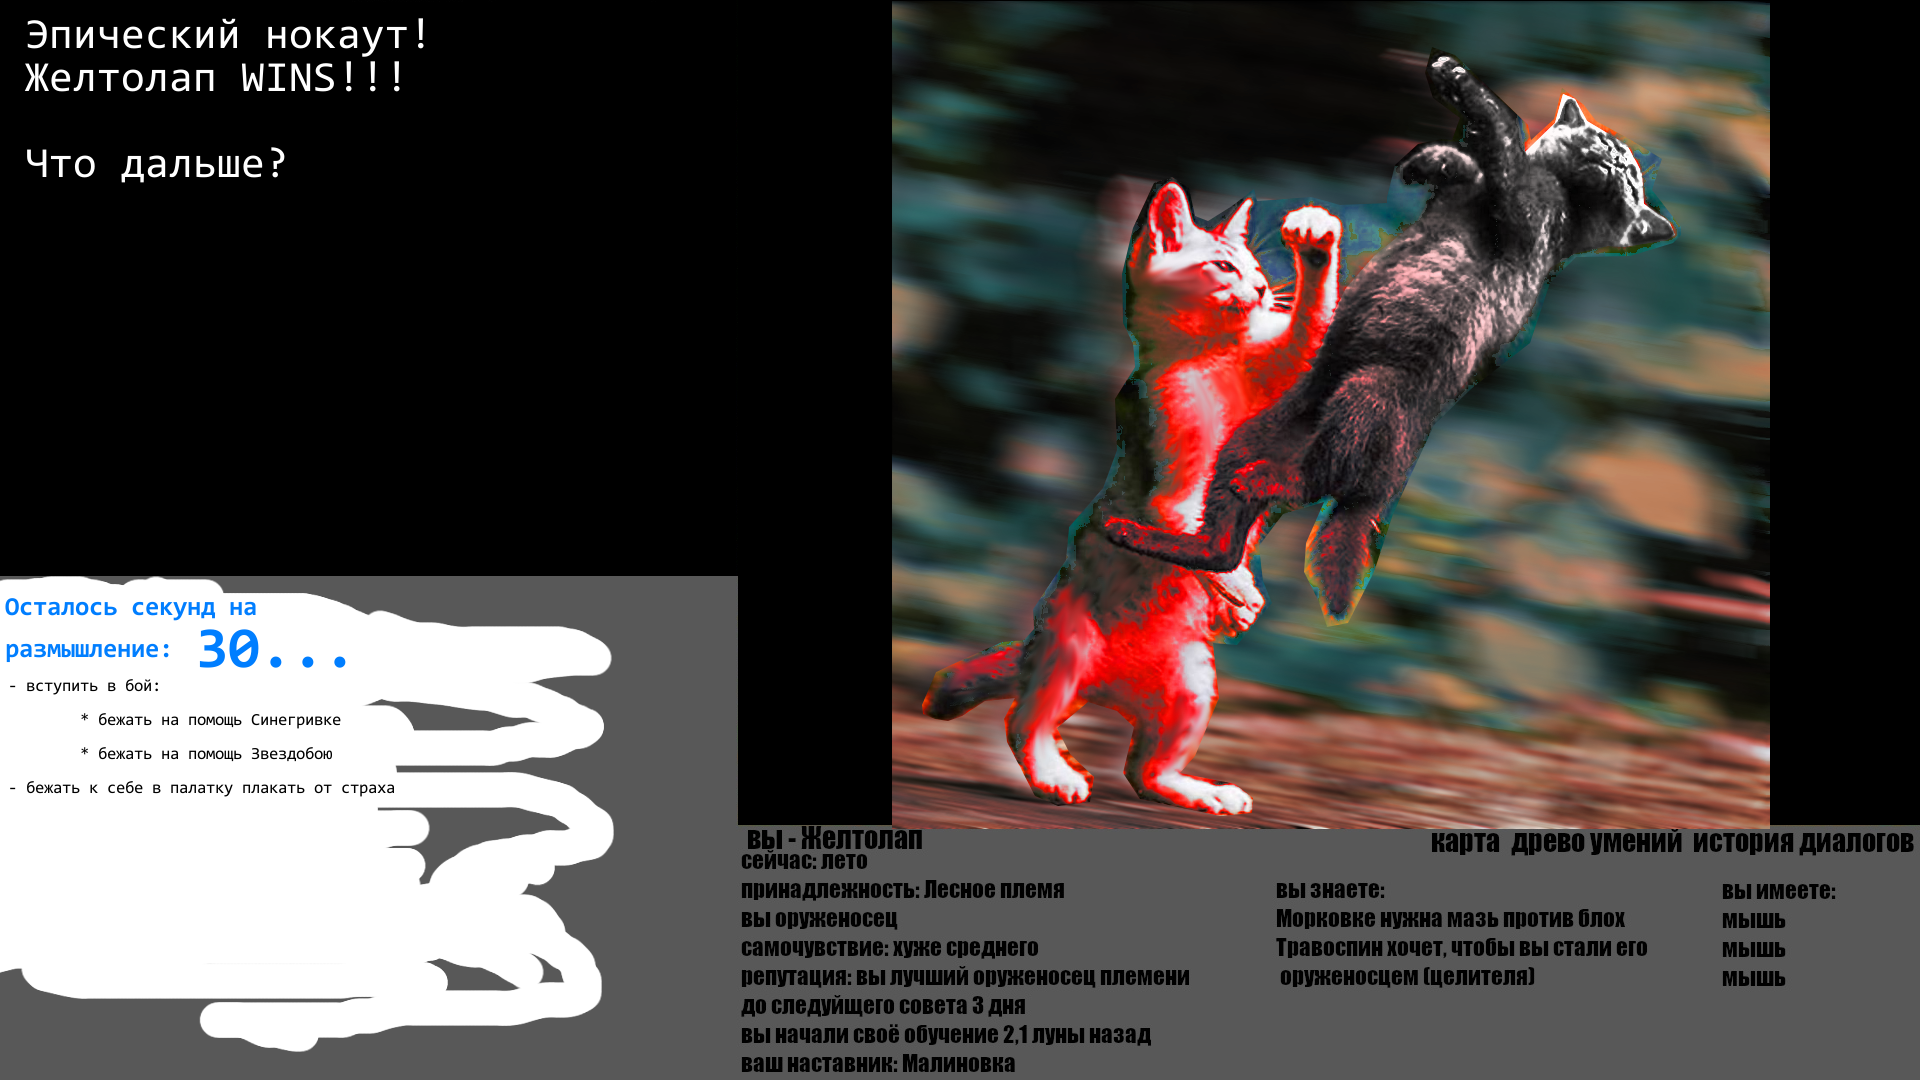 Эпический нокаут!
Желтолап WINS!!!
Что дальше?
Осталось секунд на
размышление: 30...
- вступить в бой:
* бежать на помощь Синегривке
* бежать на помощь Звездобою
- бежать к себе в палатку плакать от страха
вы - Желтолап
сейчас: лето
принадлежность: Лесное племя
вы оруженосец
самочувствие: хуже среднего
репутация: вы лучший оруженосец племени
до следуйщего совета 3 дня
вы начали своё обучение 2,1 луны назад
ваш наставник: Малиновка
карта древо умений история диалогов
вы знаете:
Морковке нужна мазь против блох
Травоспин хочет, чтобы вы стали его
оруженосцем (целителя)
вы имеете:
мышь
мышь
мышь